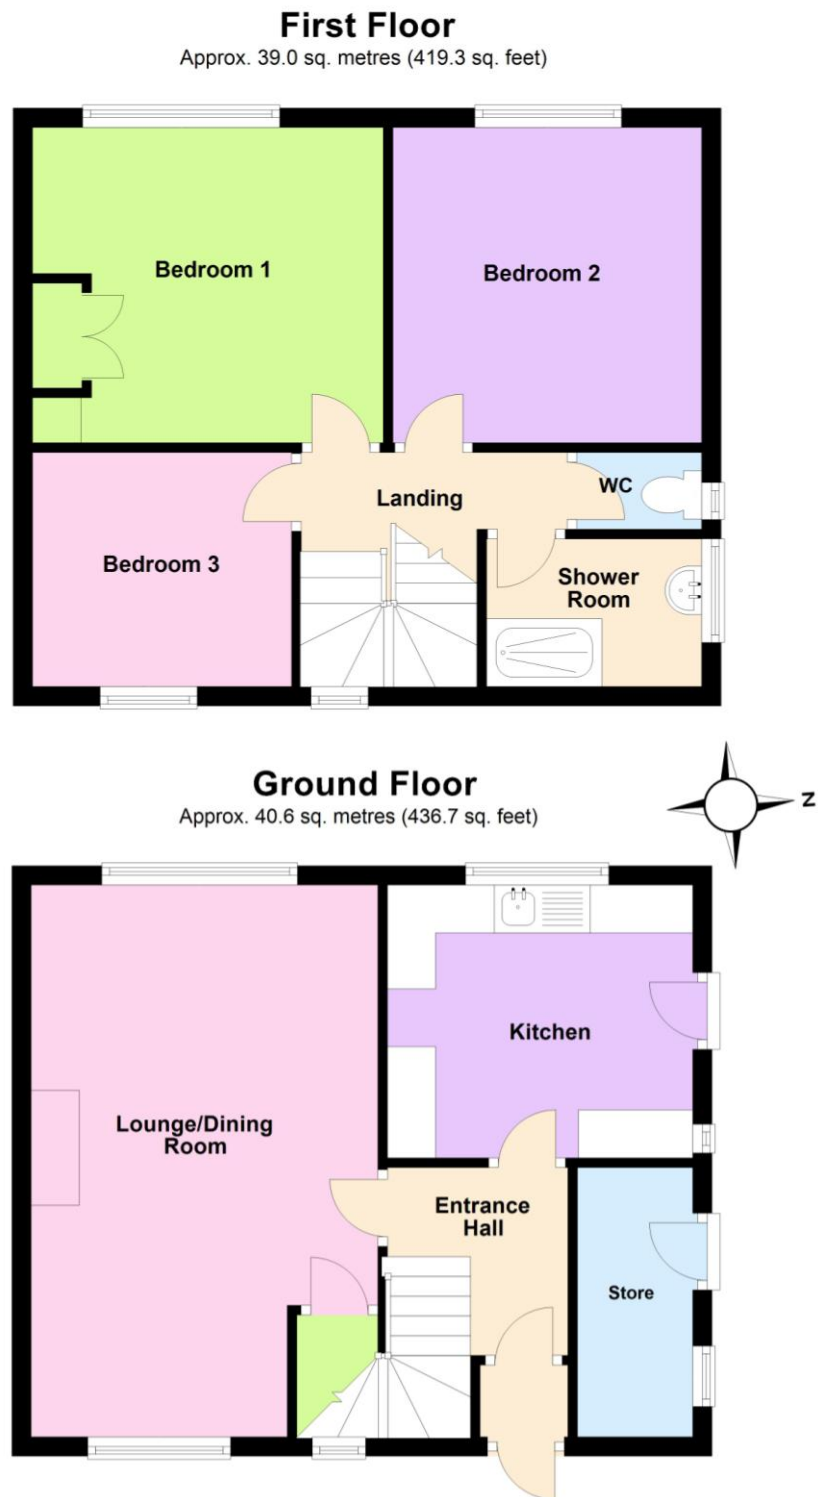 First Floor
Approx. 39.0 sq. metres (419.3 sq. feet)
Bedroom 1
Bedroom 2
WC
Landing
Bedroom 3
Shower
Room
Ground Floor
Approx. 40.6 sq. metres (436.7 sq. feet)
N
Kitchen
Lounge/Dining
Room
Entrance
Hall
Store